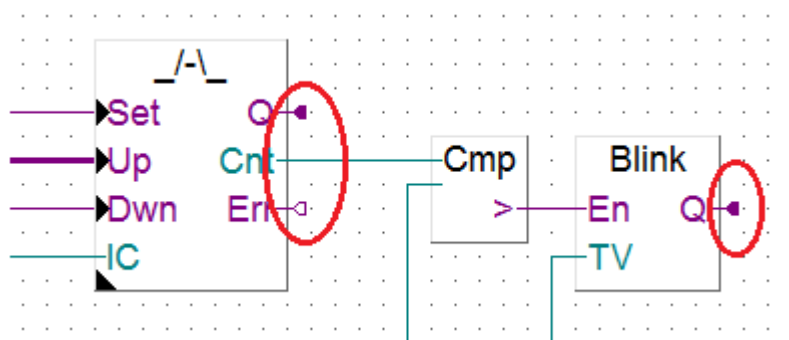 _/-\_
Set Q
Up Cnt
Dwn Err
IC
Cmp
>
Blink
En Q
TV